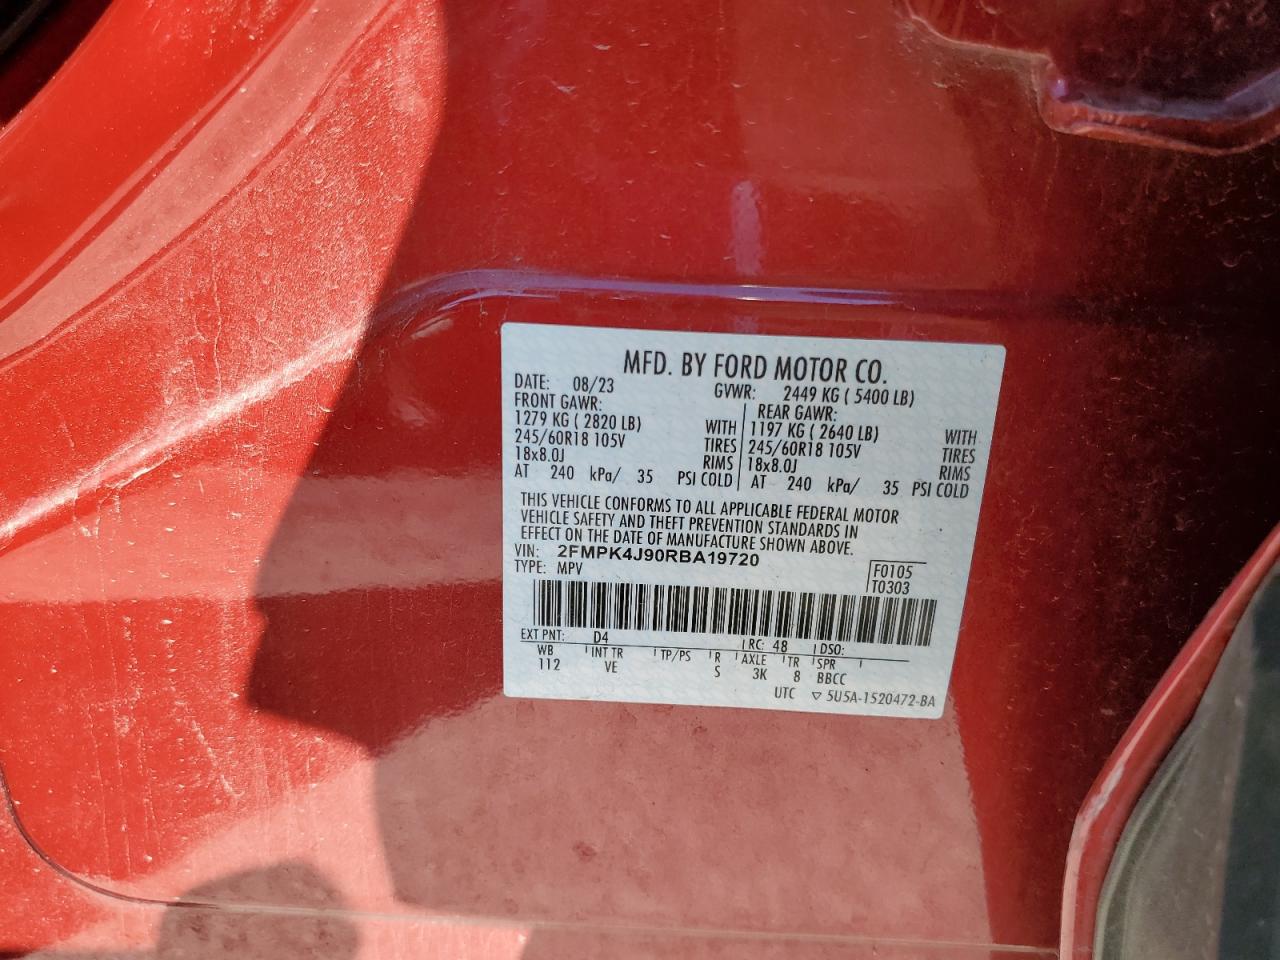 MFD. BY FORD MOTOR CO.
DATE: 08/23 GVWR: 2449 KG ( 5400 LB)
FRONT GAWR: REAR GAWR:
1279 KG ( 2820 LB) WITH 1197 KG ( 2640 LB) WITH
245/60R18 105V TIRES 245/60R18 105V TIRES
18x8.0J RIMS 18x8.0J RIMS
AT 240 kPa/ 35 PSI COLD AT 240 kPa/ 35 PSI COLD
THIS VEHICLE CONFORMS TO ALL APPLICABLE FEDERAL MOTOR
VEHICLE SAFETY AND THEFT PREVENTION STANDARDS IN
EFFECT ON THE DATE OF MANUFACTURE SHOWN ABOVE.
VIN: 2FMPK4J90RBA19720
TYPE: MPV
F0105
T0303
EXT PNT: D4 RC: 48 DSO:
WB INT TR TP/PS R AXLE TR SPR
112 VE S 3K 8 BBCC
UTC ▽ 5U5A-1520472-BA